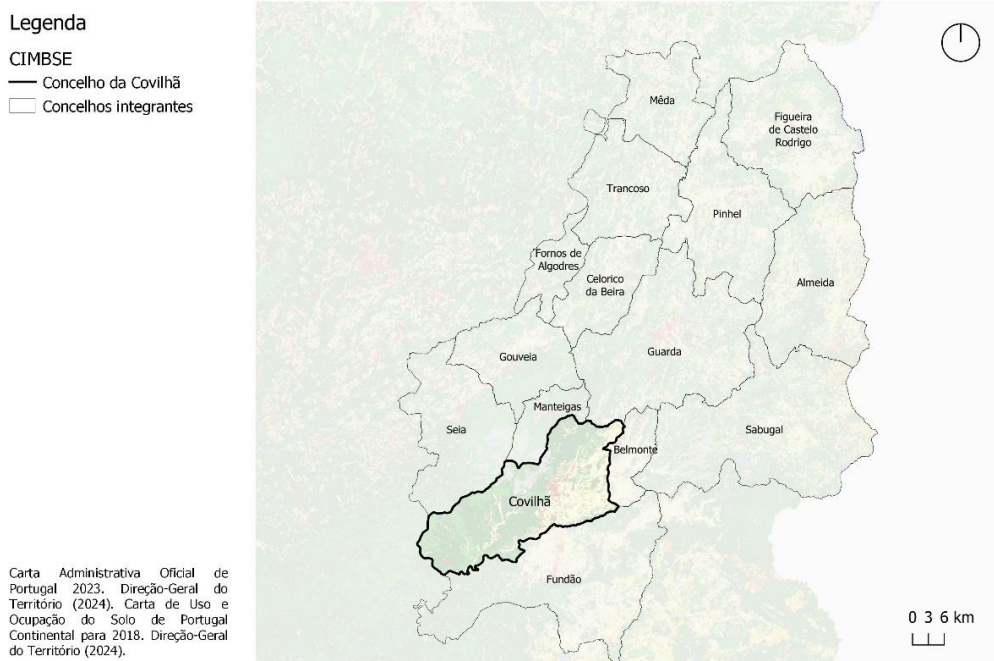 Legenda
CIMBSE
Concelho da Covilhã
Concelhos integrantes
Mêda
Figueira
de Castelo
Rodrigo
Trancoso
Pinhel
Fornos de
Algodres
Celorico
da Beira
Almeida
Gouveia
Guarda
Manteigas
Seia
Belmonte
Sabugal
Covilhã
Fundão
Carta Administrativa Oficial de
Portugal 2023. Direção-Geral do
Território (2024). Carta de Uso e
Ocupação do Solo de Portugal
Continental para 2018. Direção-Geral
do Território (2024).
0 3 6 km